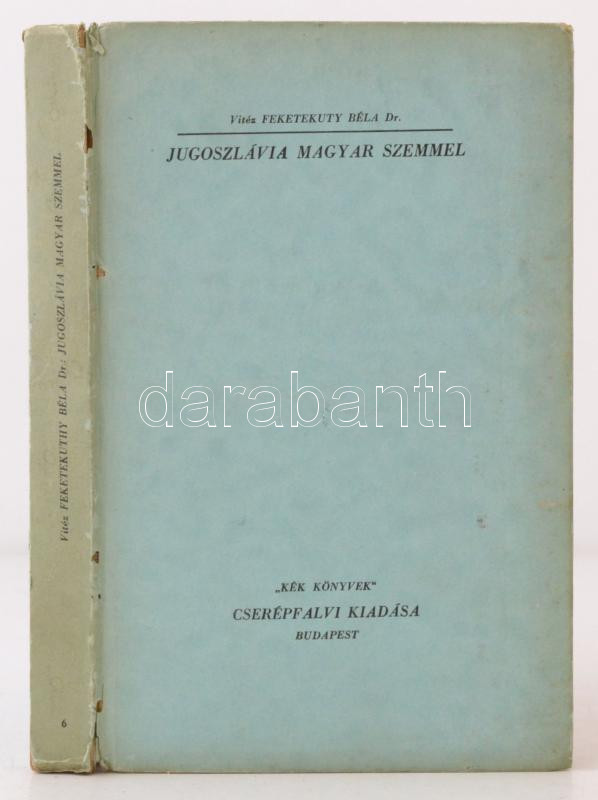 Vitéz FEKETEKUTY BÉLA Dr.
JUGOSZLÁVIA MAGYAR SZEMMEL
„KÉK KÖNYVEK"
CSERÉPFALVI KIADÁSA
BUDAPEST
Vitéz FEKETEKUTHY BÉLA Dr.: JUGOSZLÁVIA MAGYAR SZEMMEL
6
darabanth